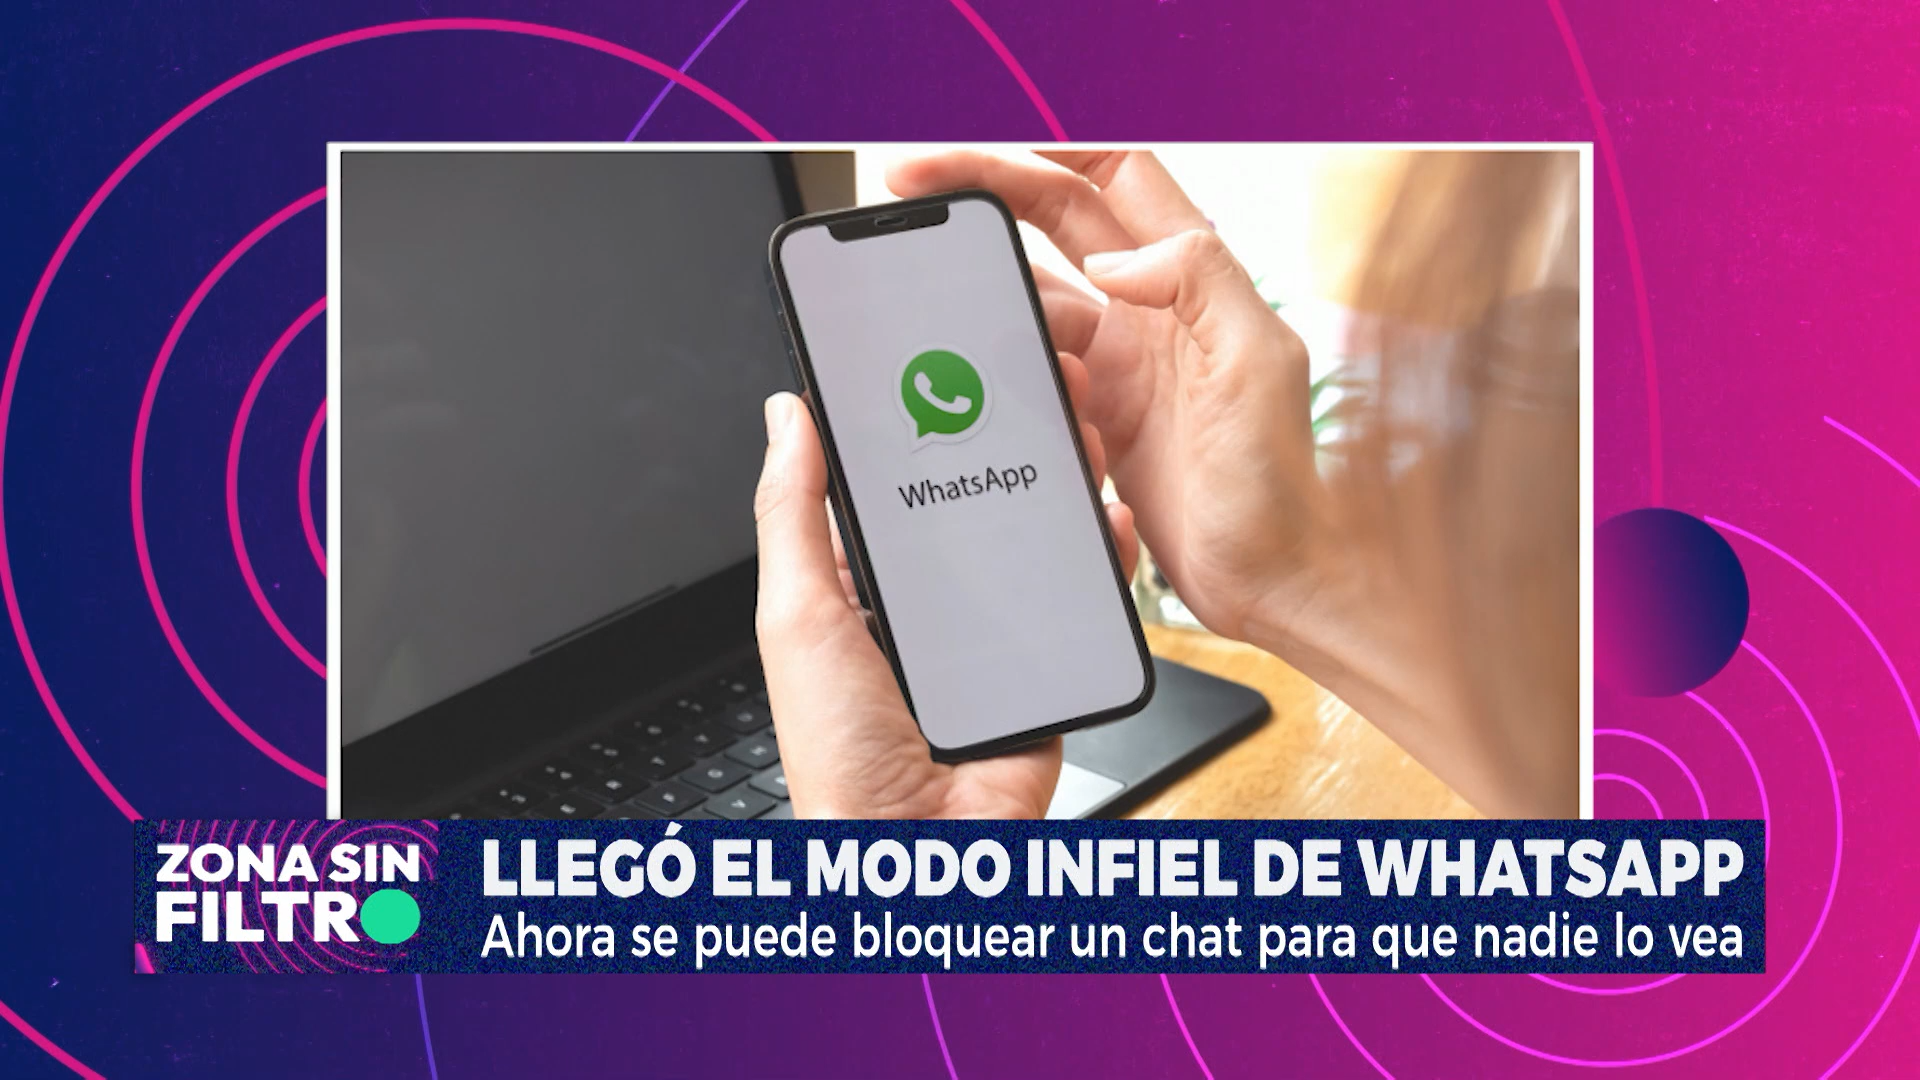 WhatsApp
ZONA SIN
FILTRO
LLEGÓ EL MODO INFIEL DE WHATSAPP
Ahora se puede bloquear un chat para que nadie lo vea